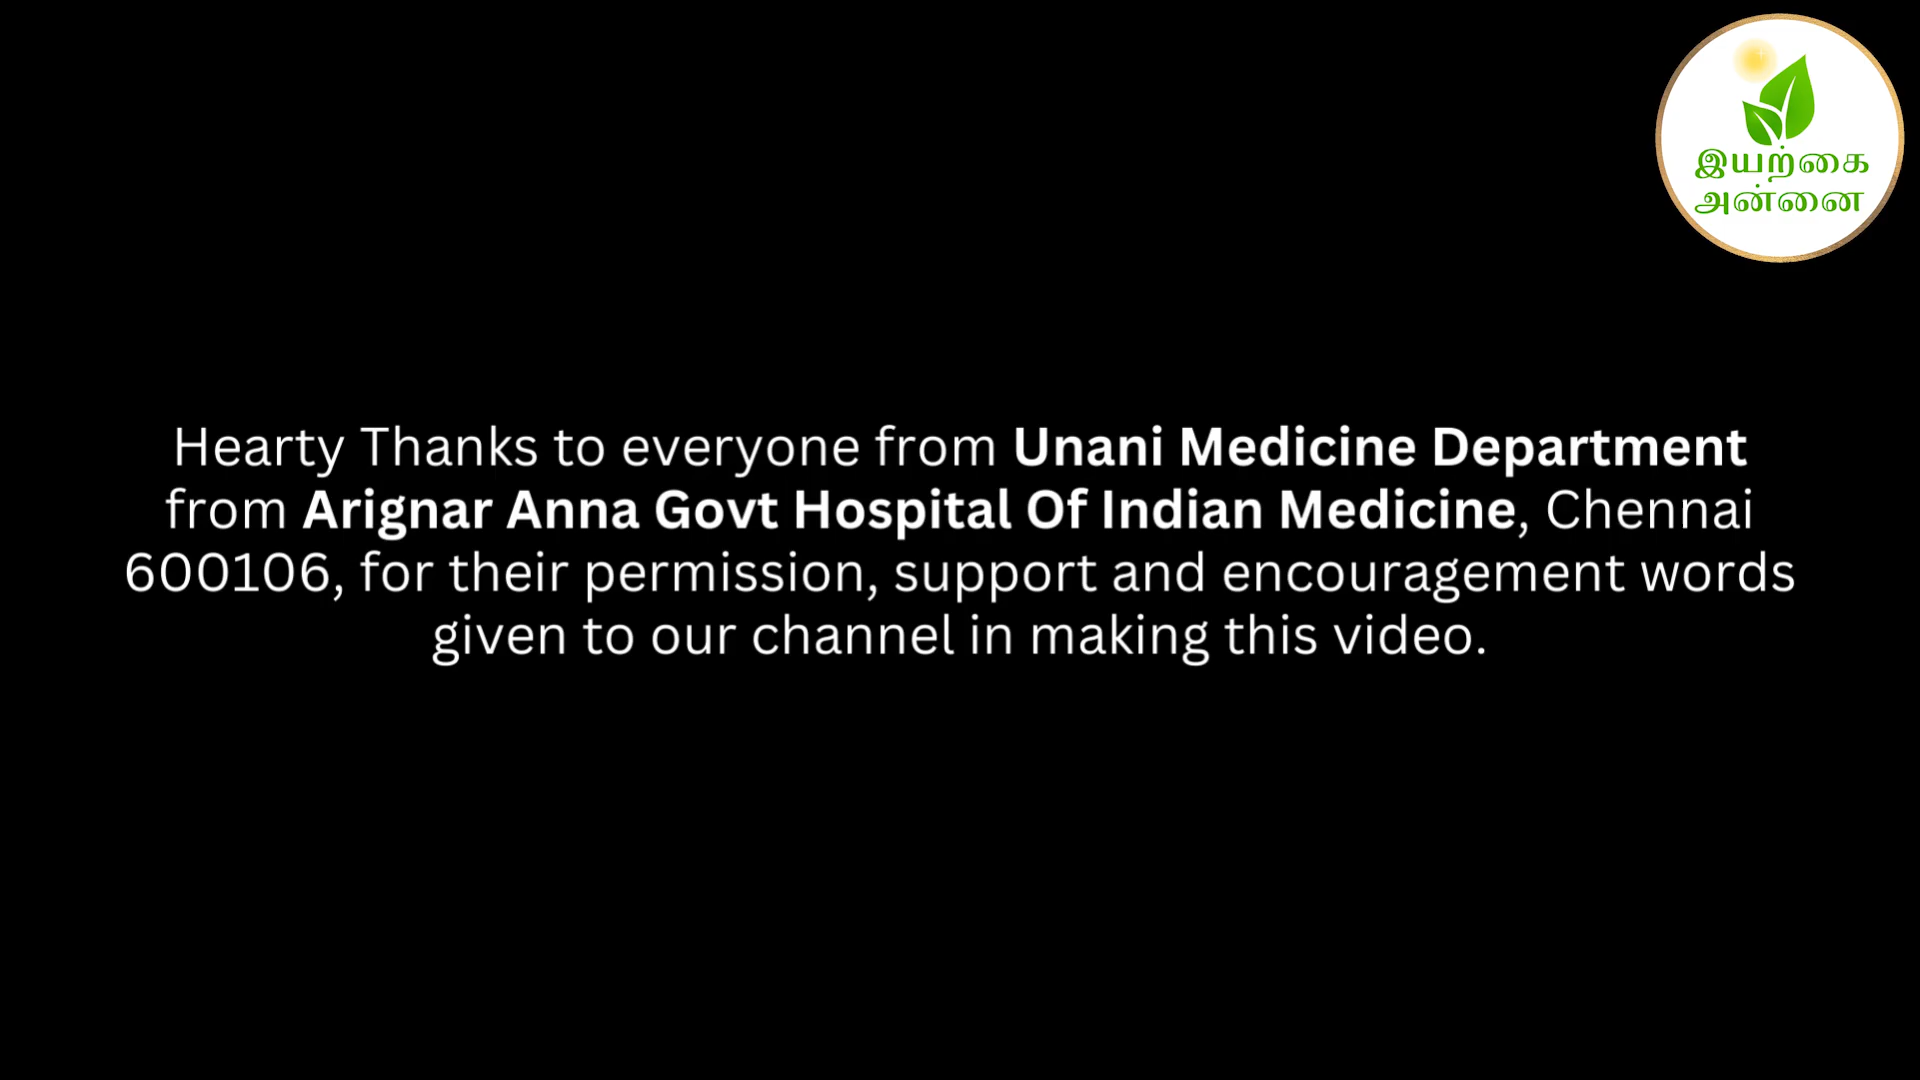 இயற்கை
அன்னை
Hearty Thanks to everyone from Unani Medicine Department
from Arignar Anna Govt Hospital Of Indian Medicine, Chennai
600106, for their permission, support and encouragement words
given to our channel in making this video.